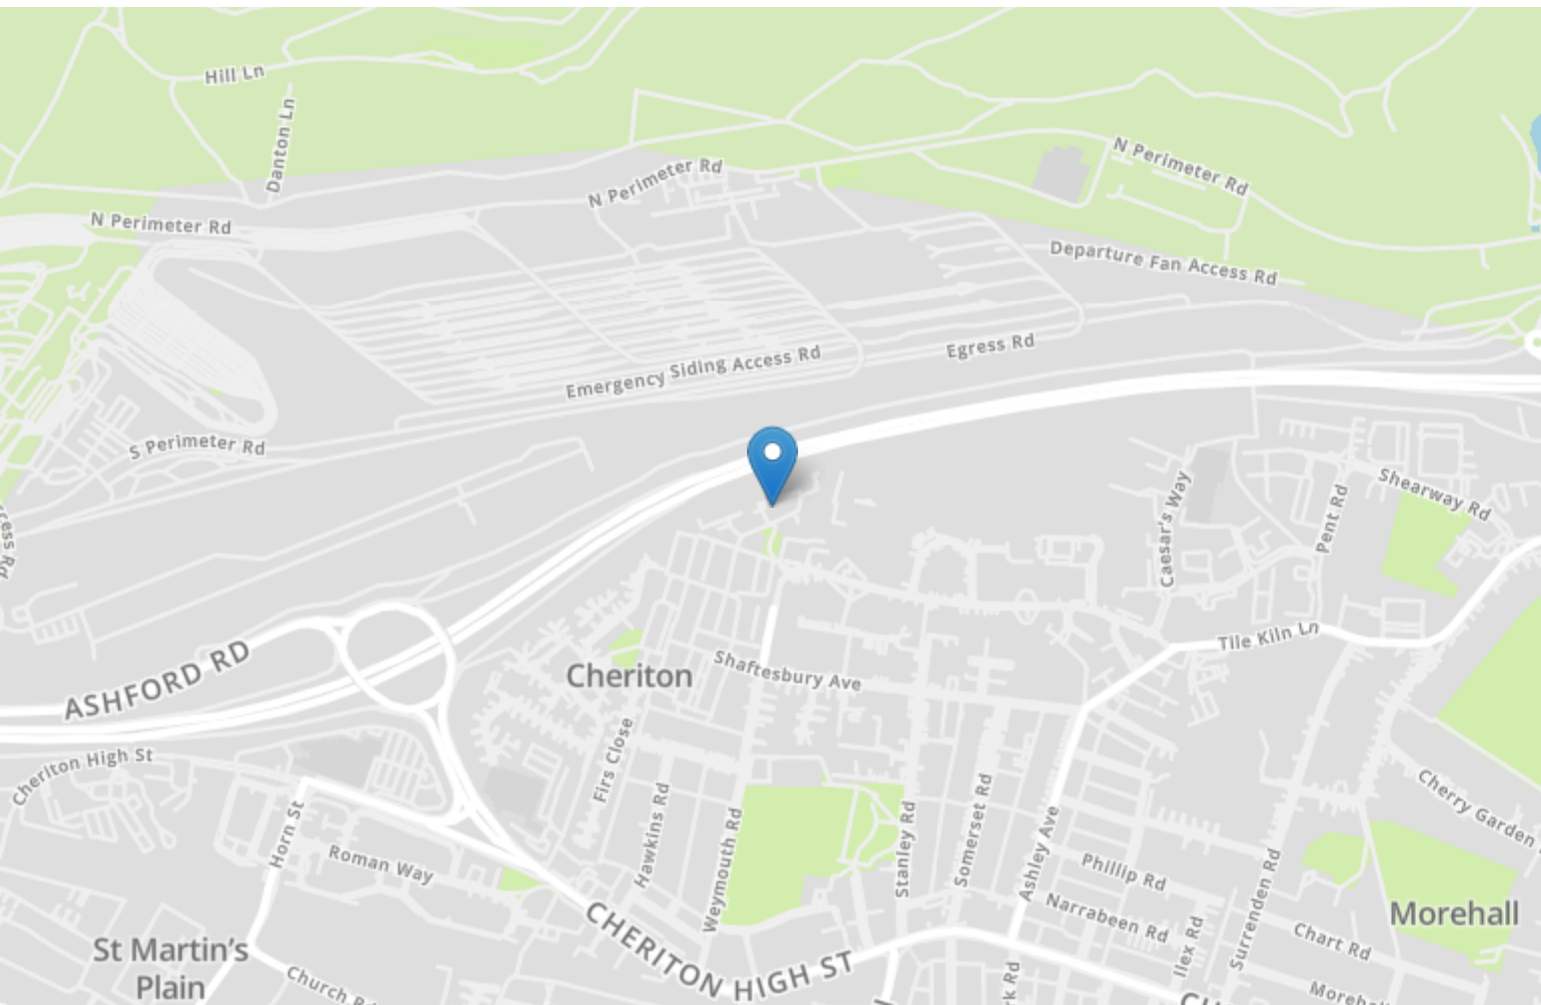 Hill Ln
Danton Ln
N Perimeter Rd
N Perimeter Rd
N Perimeter Rd
Departure Fan Access Rd
Egress Rd
Emergency Siding Access Rd
S Perimeter Rd
Shearway Rd
Caesar's Way
Pent Rd
Tile Kiln Ln
ASHFORD RD
Cheriton
Shaftesbury Ave
Cheriton High St
Firs Close
Horn St
Roman Way
Hawkins Rd
Weymouth Rd
Stanley Rd
Somerset Rd
Ashley Ave
Phillip Rd
Cherry Garden
Narrabeen Rd
Surrenden Rd
Morehall
CHERITON HIGH ST
Chart Rd
Ilex Rd
St Martin's
Plain
Church